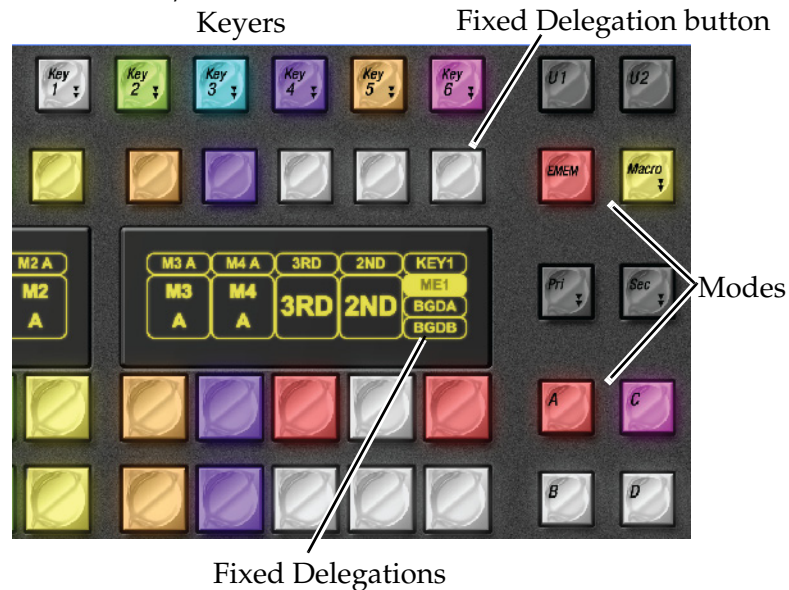 Keyers
Fixed Delegation button
Key 1
Key 2
Key 3
Key 4
Key 5
Key 6
U1
U2
EMEM
Macro
M2 A
M3 A
M4 A
3RD
2ND
KEY1
M2
A
M3
A
M4
A
3RD
2ND
ME1
BGDA
BGDB
Pri
Sec
Modes
A
C
B
D
Fixed Delegations